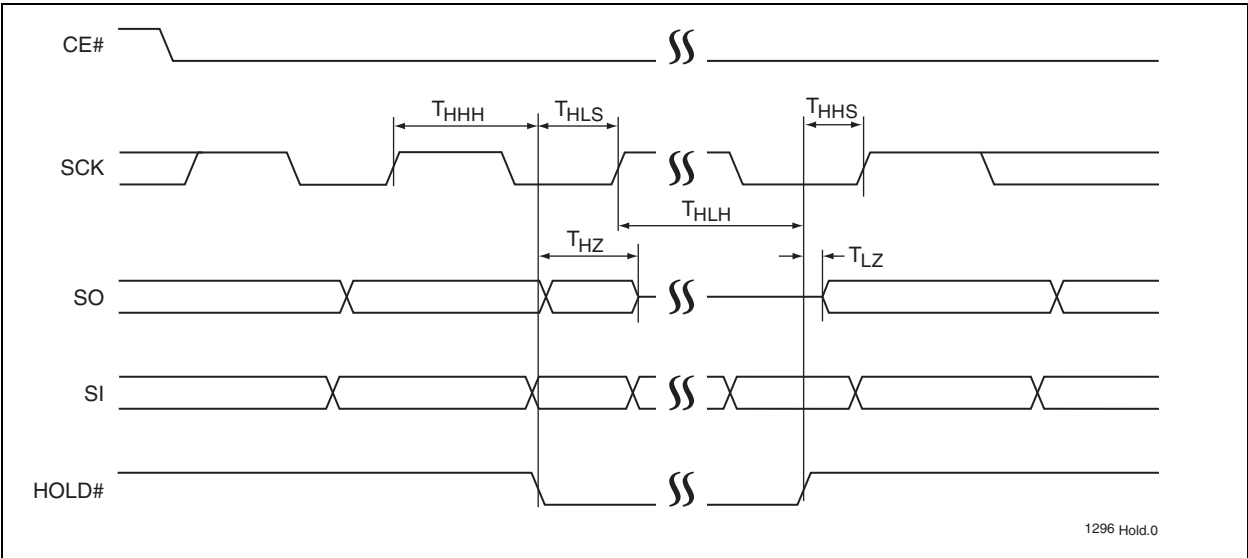 CE#
THHH
THLS
THHS
SCK
THLH
THZ
TLZ
SO
SI
HOLD#
1296 Hold.0